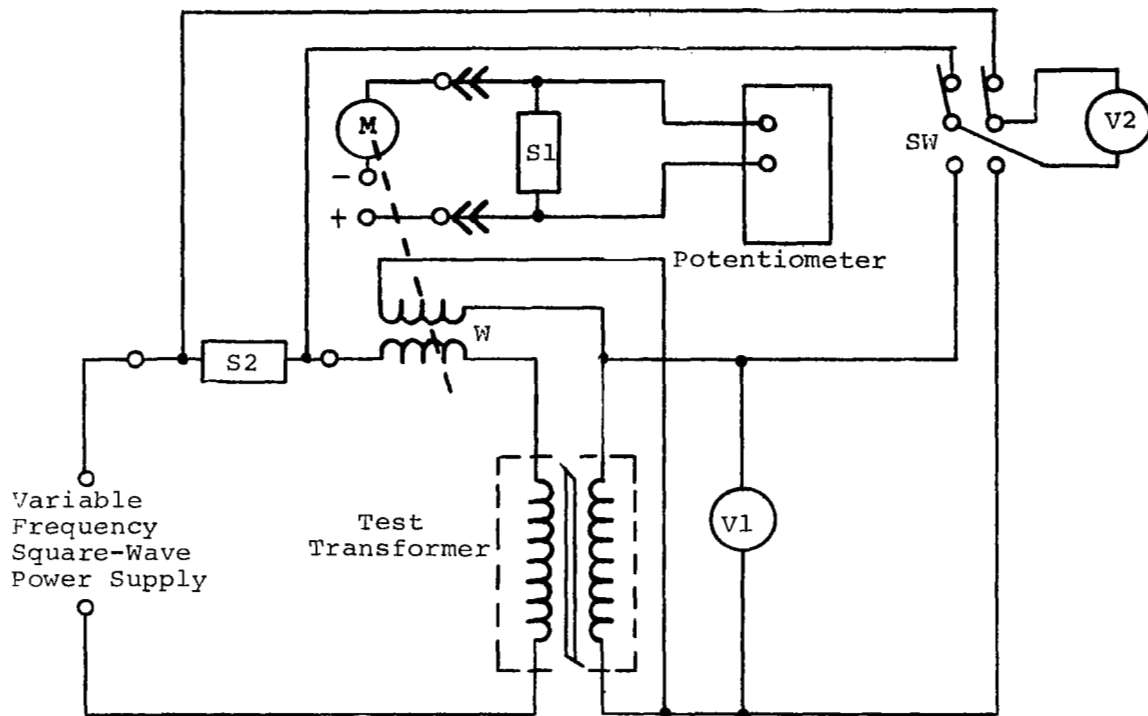 M
S1
V2
SW
-
+
Potentiometer
W
S2
Variable
Frequency
Square-Wave
Power Supply
Test
Transformer
V1